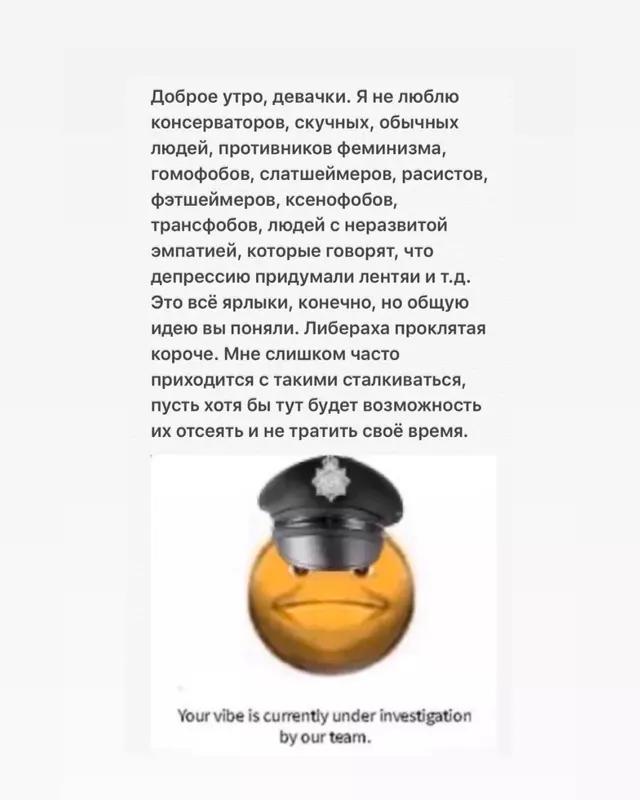 Доброе утро, девачки. Я не люблю
консерваторов, скучных, обычных
людей, противников феминизма,
гомофобов, слатшеймеров, расистов,
фэтшеймеров, ксенофобов,
трансфобов, людей с неразвитой
эмпатией, которые говорят, что
депрессию придумали лентяи и т.д.
Это всё ярлыки, конечно, но общую
идею вы поняли. Либераха проклятая
короче. Мне слишком часто
приходится с такими сталкиваться,
пусть хотя бы тут будет возможность
их отсеять и не тратить своё время.
Your vibe is currently under investigation
by our team.